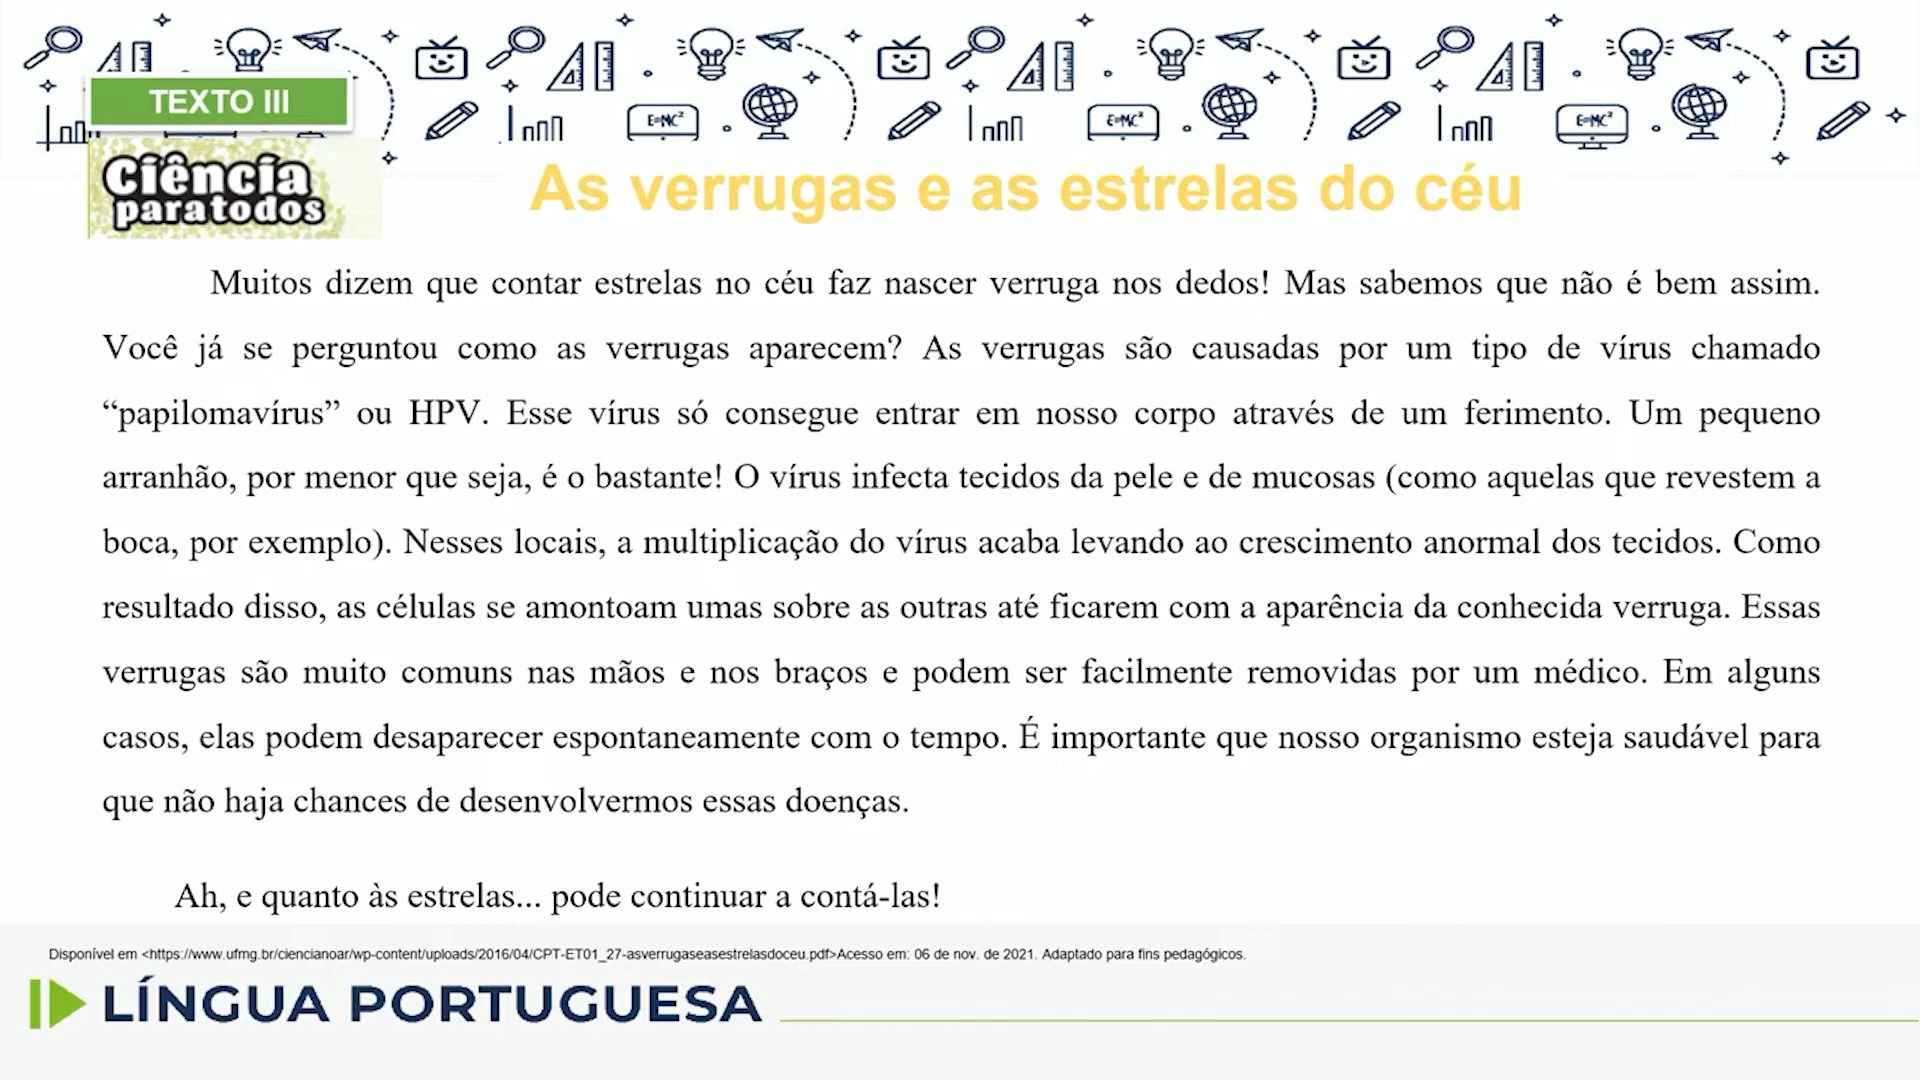 E=MC²
E=MC²
E=MC²
TEXTO III
Ciência
para todos
As verrugas e as estrelas do céu
Muitos dizem que contar estrelas no céu faz nascer verruga nos dedos! Mas sabemos que não é bem assim.
Você já se perguntou como as verrugas aparecem? As verrugas são causadas por um tipo de vírus chamado
“papilomavírus” ou HPV. Esse vírus só consegue entrar em nosso corpo através de um ferimento. Um pequeno
arranhão, por menor que seja, é o bastante! O vírus infecta tecidos da pele e de mucosas (como aquelas que revestem a
boca, por exemplo). Nesses locais, a multiplicação do vírus acaba levando ao crescimento anormal dos tecidos. Como
resultado disso, as células se amontoam umas sobre as outras até ficarem com a aparência da conhecida verruga. Essas
verrugas são muito comuns nas mãos e nos braços e podem ser facilmente removidas por um médico. Em alguns
casos, elas podem desaparecer espontaneamente com o tempo. É importante que nosso organismo esteja saudável para
que não haja chances de desenvolvermos essas doenças.
Ah, e quanto às estrelas... pode continuar a contá-las!
Disponível em <https://www.ufmg.br/ciencianoar/wp-content/uploads/2016/04/CPT-ET01_27-asverrugaseasestrelasdoceu.pdf>Acesso em: 06 de nov. de 2021. Adaptado para fins pedagógicos.
LÍNGUA PORTUGUESA